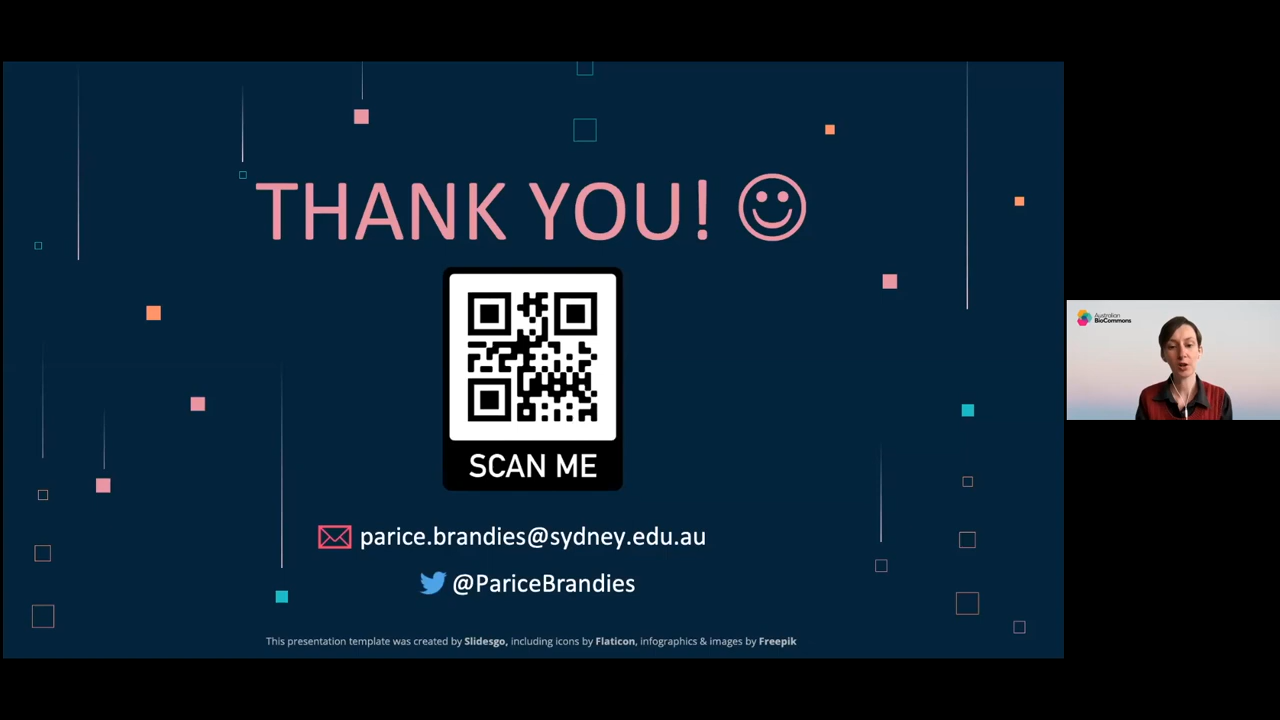 THANK YOU! ☺
SCAN ME
parice.brandies@sydney.edu.au
@PariceBrandies
This presentation template was created by Slidesgo, including icons by Flaticon, infographics & images by Freepik
Australian
BioCommons